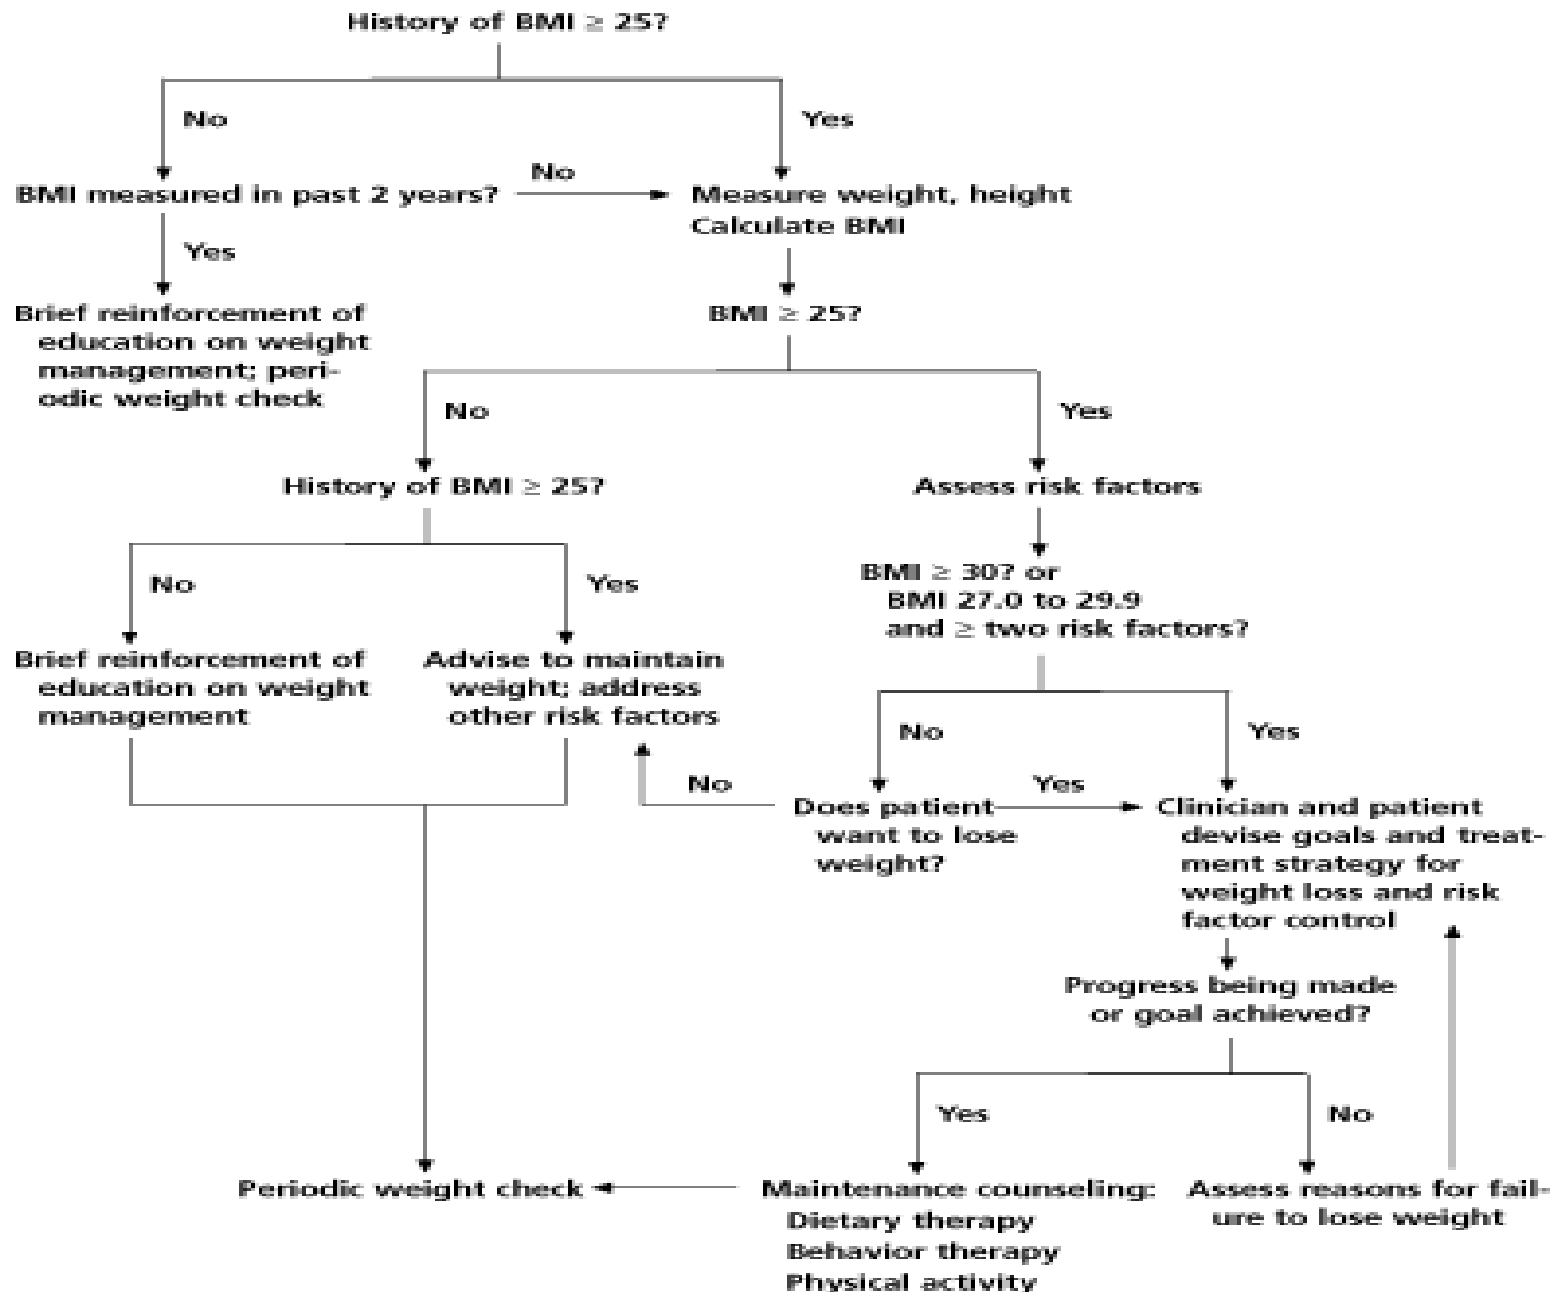 History of BMI ≥ 25?
No
Yes
BMI measured in past 2 years?
No
Measure weight, height
Calculate BMI
Yes
Brief reinforcement of
education on weight
management; peri-
odic weight check
BMI ≥ 25?
No
Yes
History of BMI ≥ 25?
Assess risk factors
No
Yes
BMI ≥ 30? or
BMI 27.0 to 29.9
and ≥ two risk factors?
Brief reinforcement of
education on weight
management
Advise to maintain
weight; address
other risk factors
No
Yes
No
Does patient
want to lose
weight?
Yes
Clinician and patient
devise goals and treat-
ment strategy for
weight loss and risk
factor control
Progress being made
or goal achieved?
Yes
No
Periodic weight check
Maintenance counseling:
Dietary therapy
Behavior therapy
Physical activity
Assess reasons for fail-
ure to lose weight